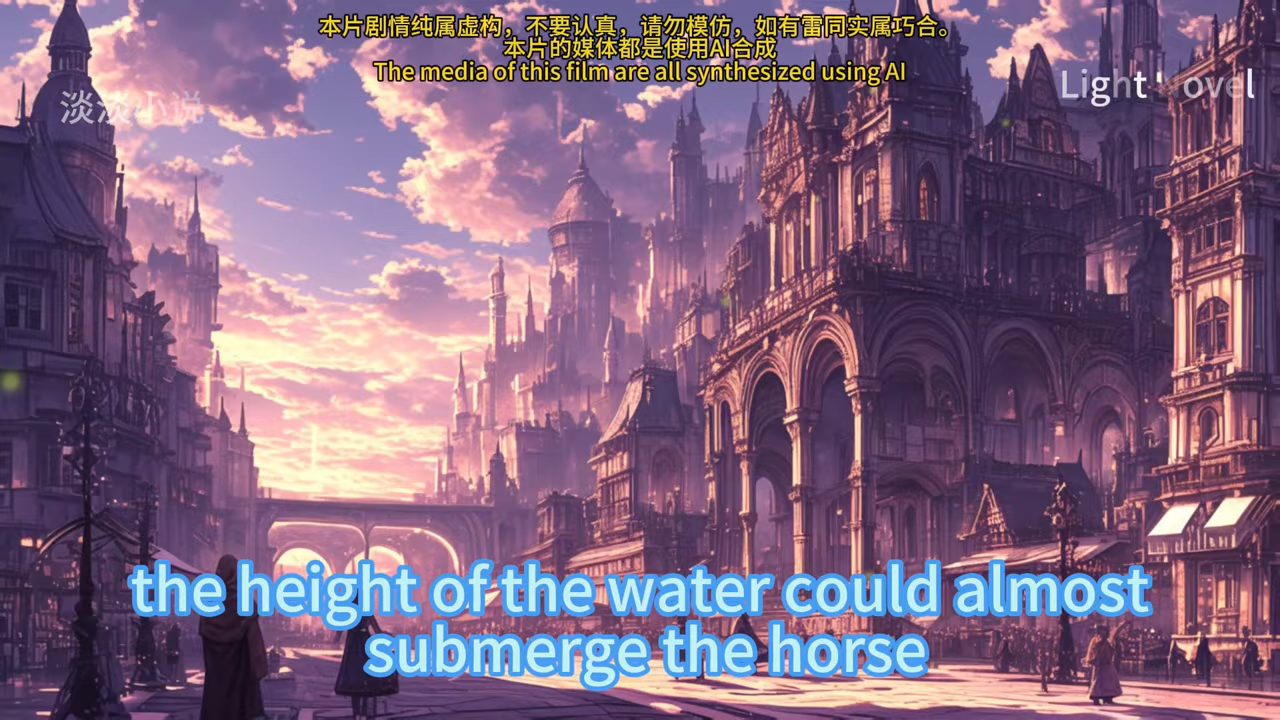 本片剧情纯属虚构，不要认真，请勿模仿，如有雷同实属巧合。
本片的媒体都是使用AI合成
The media of this film are all synthesized using AI
淡淡小说
Light Novel
the height of the water could almost
submerge the horse